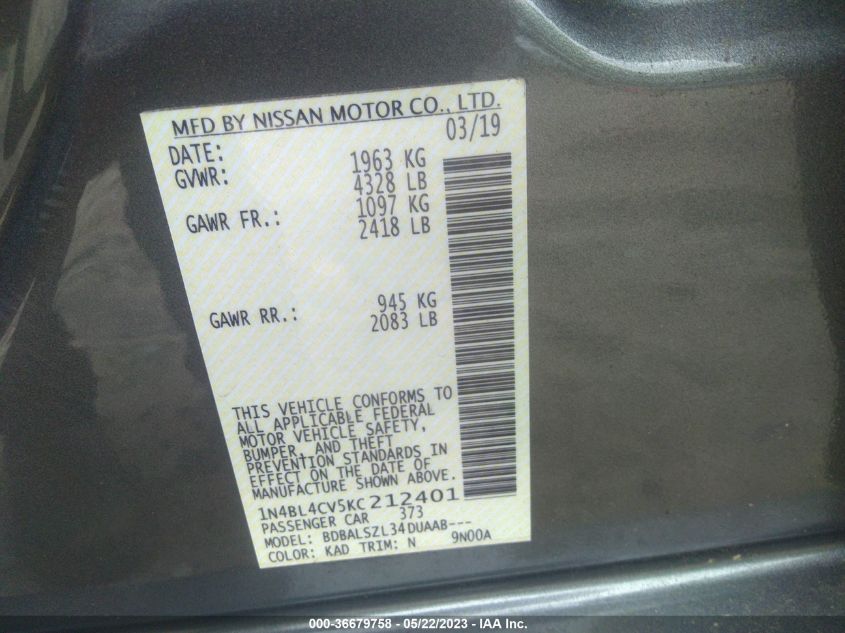 MFD BY NISSAN MOTOR CO., LTD.
DATE: 03/19
GVWR: 1963 KG
4328 LB
GAWR FR.: 1097 KG
2418 LB
GAWR RR.: 945 KG
2083 LB
THIS VEHICLE CONFORMS TO
ALL APPLICABLE FEDERAL
MOTOR VEHICLE SAFETY,
BUMPER, AND THEFT
PREVENTION STANDARDS IN
EFFECT ON THE DATE OF
MANUFACTURE SHOWN ABOVE.
1N4BL4CV5KC212401
PASSENGER CAR 373
MODEL: BDBALSZL34DUAAB---
COLOR: KAD TRIM: N 9N00A
000-36679758 - 05/22/2023 - IAA Inc.